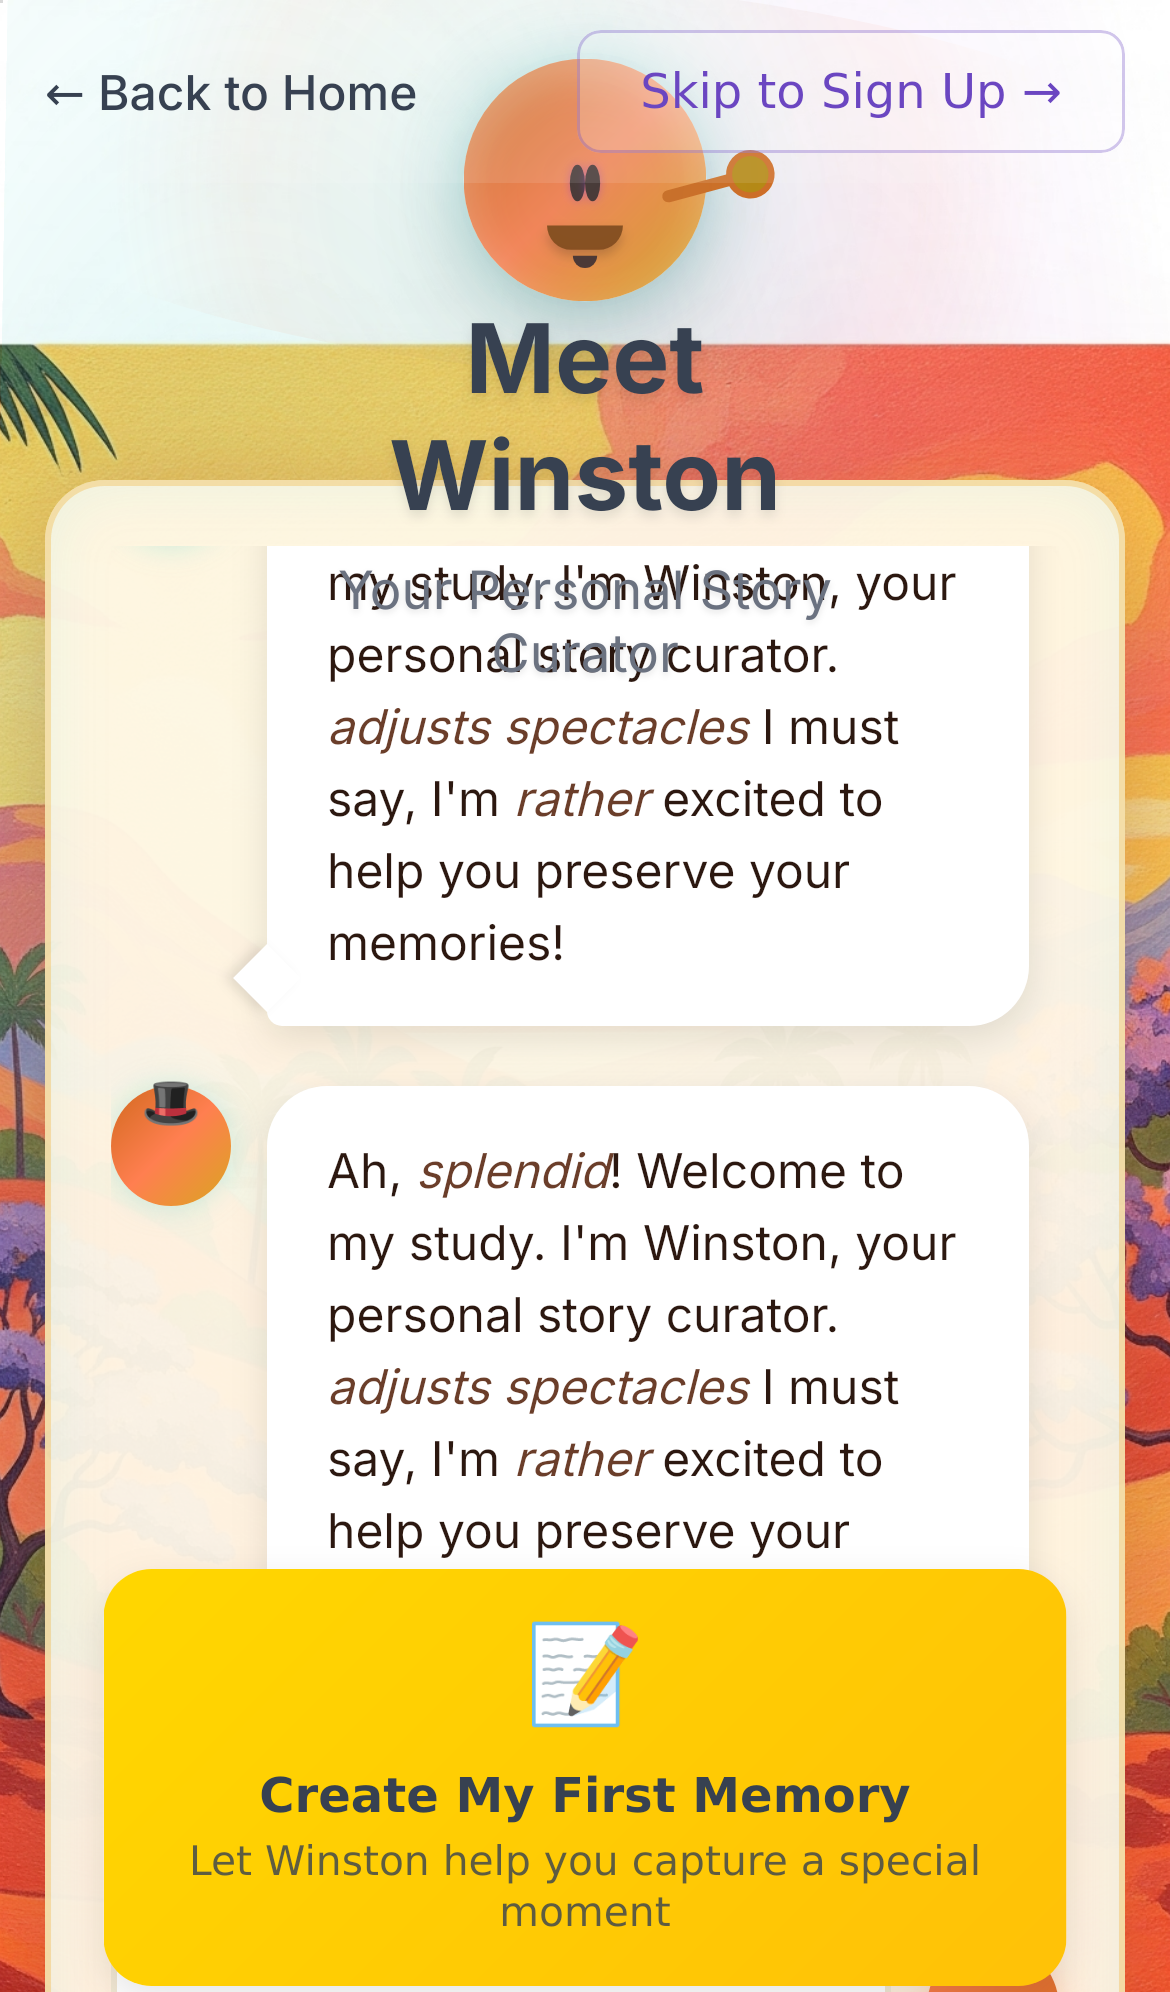 ← Back to Home
Skip to Sign Up →
Meet
Winston
Your Personal Story
Curator
my study. I'm Winston, your
personal story curator.
adjusts spectacles I must
say, I'm rather excited to
help you preserve your
memories!
Ah, splendid! Welcome to
my study. I'm Winston, your
personal story curator.
adjusts spectacles I must
say, I'm rather excited to
help you preserve your
Create My First Memory
Let Winston help you capture a special
moment